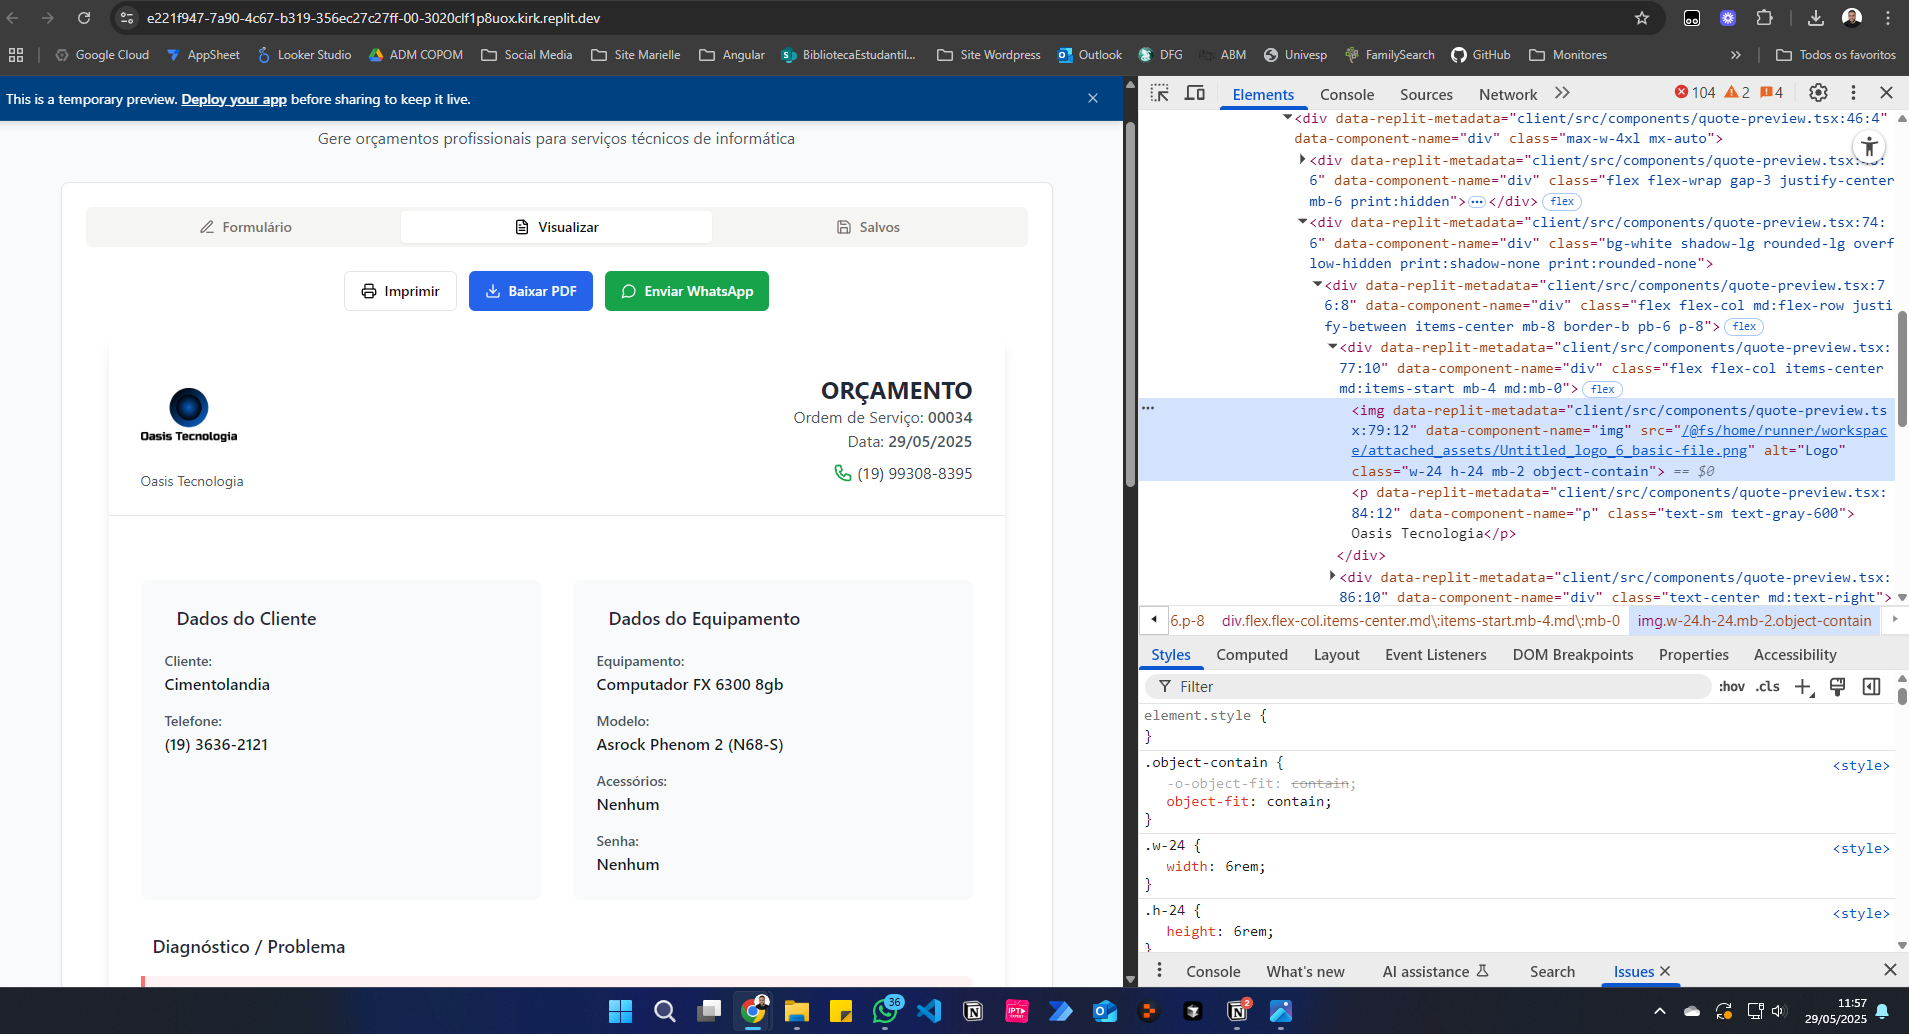 e221f947-7a90-4c67-b319-356ec27c27ff-00-3020clf1p8uox.kirk.replit.dev
Google Cloud AppSheet Looker Studio ADM COPOM Social Media Site Marielle Angular BibliotecaEstudantil... Site Wordpress Outlook DFG ABM Univesp FamilySearch GitHub Monitores » Todos os favoritos
This is a temporary preview. Deploy your app before sharing to keep it live.
Gere orçamentos profissionais para serviços técnicos de informática
Formulário Visualizar Salvos
Imprimir Baixar PDF Enviar WhatsApp
Oasis Tecnologia
Oasis Tecnologia
ORÇAMENTO
Ordem de Serviço: 00034
Data: 29/05/2025
(19) 99308-8395
Dados do Cliente
Cliente:
Cimentolandia
Telefone:
(19) 3636-2121
Dados do Equipamento
Equipamento:
Computador FX 6300 8gb
Modelo:
Asrock Phenom 2 (N68-S)
Acessórios:
Nenhum
Senha:
Nenhum
Diagnóstico / Problema
Elements Console Sources Network » 104 2 4
<div data-replit-metadata="client/src/components/quote-preview.tsx:46:4"
data-component-name="div" class="max-w-4xl mx-auto">
<div data-replit-metadata="client/src/components/quote-preview.tsx:
6" data-component-name="div" class="flex flex-wrap gap-3 justify-center
mb-6 print:hidden">… </div> flex
<div data-replit-metadata="client/src/components/quote-preview.tsx:74:
6" data-component-name="div" class="bg-white shadow-lg rounded-lg overf
low-hidden print:shadow-none print:rounded-none">
<div data-replit-metadata="client/src/components/quote-preview.tsx:7
6:8" data-component-name="div" class="flex flex-col md:flex-row justi
fy-between items-center mb-8 border-b pb-6 p-8"> flex
<div data-replit-metadata="client/src/components/quote-preview.tsx:
77:10" data-component-name="div" class="flex flex-col items-center
md:items-start mb-4 md:mb-0"> flex
<img data-replit-metadata="client/src/components/quote-preview.ts
x:79:12" data-component-name="img" src="/@fs/home/runner/workspac
e/attached_assets/Untitled_logo_6_basic-file.png" alt="Logo"
class="w-24 h-24 mb-2 object-contain"> == $0
<p data-replit-metadata="client/src/components/quote-preview.tsx:
84:12" data-component-name="p" class="text-sm text-gray-600">
Oasis Tecnologia</p>
</div>
<div data-replit-metadata="client/src/components/quote-preview.tsx:
86:10" data-component-name="div" class="text-center md:text-right">
6.p-8 div.flex.flex-col.items-center.md\:items-start.mb-4.md\:mb-0 img.w-24.h-24.mb-2.object-contain
Styles Computed Layout Event Listeners DOM Breakpoints Properties Accessibility
Filter :hov .cls
element.style {
}
.object-contain { <style>
-o-object-fit: contain;
object-fit: contain;
}
.w-24 { <style>
width: 6rem;
}
.h-24 { <style>
height: 6rem;
}
Console What's new AI assistance Search Issues
36
2
11:57
29/05/2025